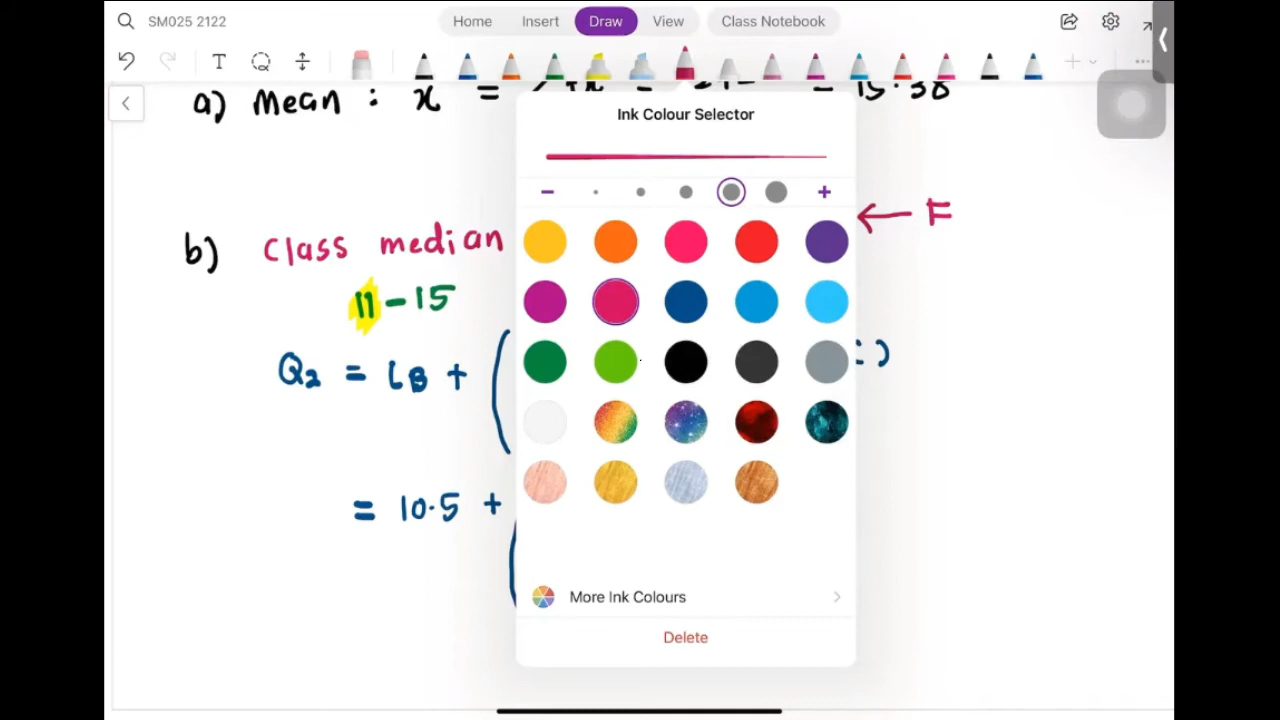 SM025 2122
Home Insert Draw View Class Notebook
T
a) Mean : x = = = 15.38
Ink Colour Selector
b) Class median ← F
11 - 15
Q2 = LB + ( )
= 10.5 + (
More Ink Colours
Delete